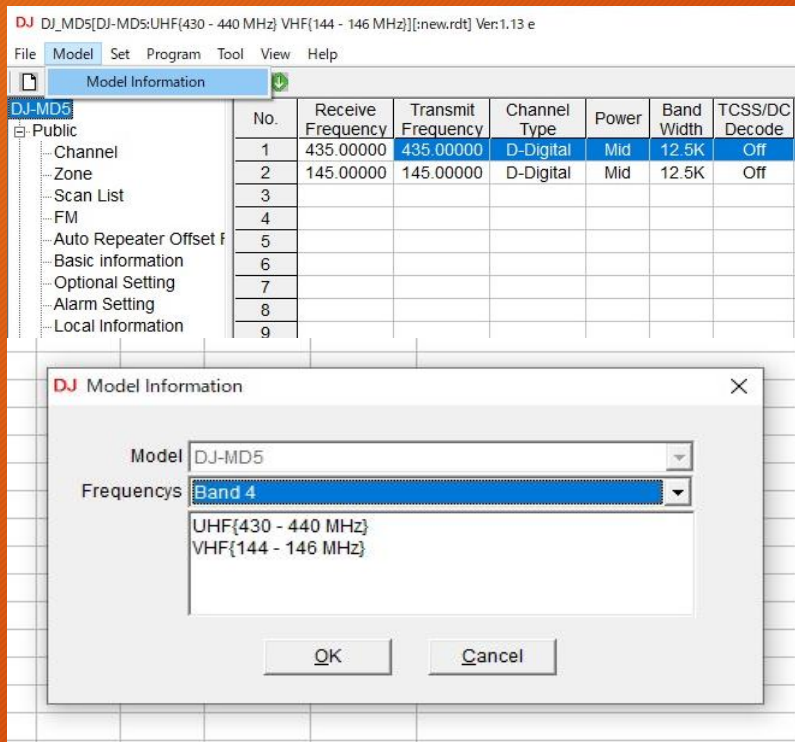 DJ DJ_MD5[DJ-MD5:UHF{430 - 440 MHz} VHF{144 - 146 MHz}][:new.rdt] Ver:1.13 e
File Model Set Program Tool View Help
Model Information
DJ-MD5
Public
Channel
Zone
Scan List
FM
Auto Repeater Offset F
Basic information
Optional Setting
Alarm Setting
Local Information
No. Receive Frequency Transmit Frequency Channel Type Power Band Width TCSS/DC Decode
1 435.00000 435.00000 D-Digital Mid 12.5K Off
2 145.00000 145.00000 D-Digital Mid 12.5K Off
3
4
5
6
7
8
9
DJ Model Information
Model DJ-MD5
Frequencys Band 4
UHF{430 - 440 MHz}
VHF{144 - 146 MHz}
OK Cancel